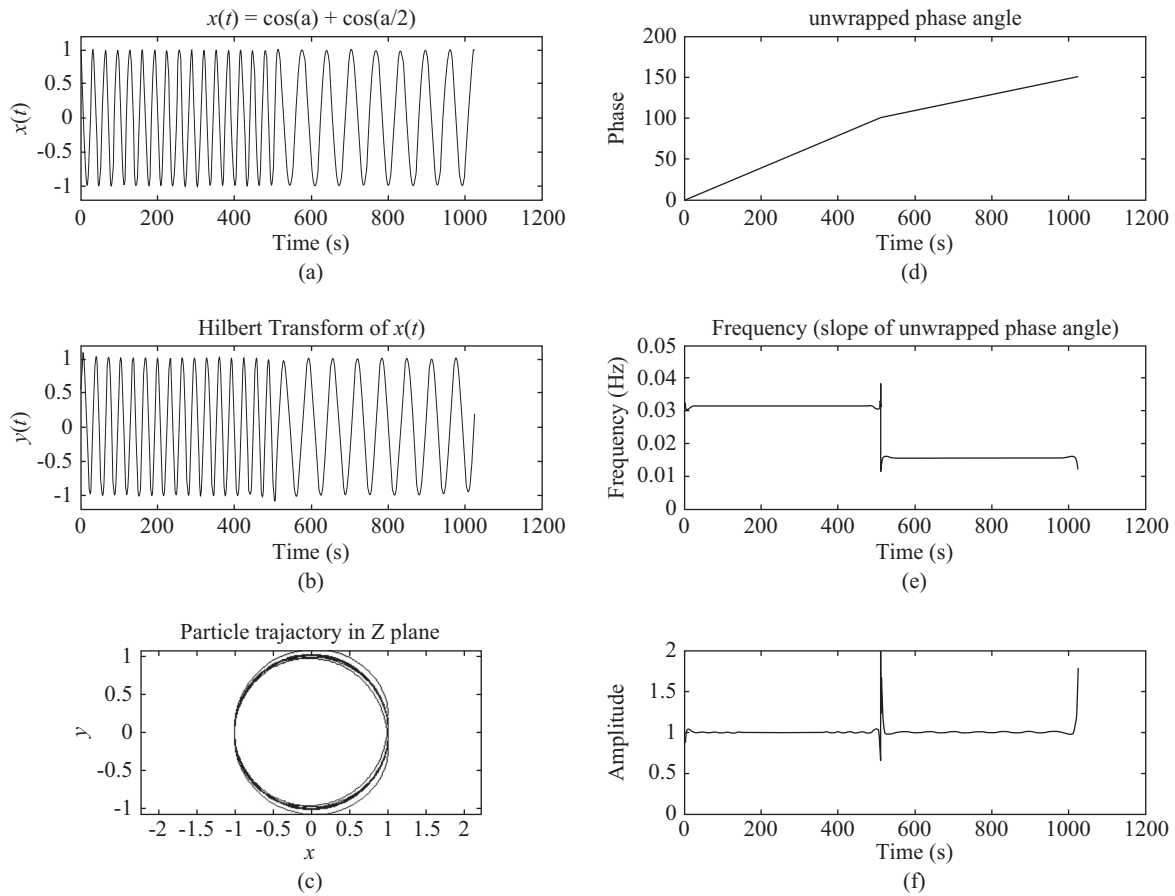 x(t) = cos(a) + cos(a/2)
1
0.5
0
-0.5
-1
x(t)
0 200 400 600 800 1000 1200
Time (s)
(a)
unwrapped phase angle
200
150
100
50
0
Phase
0 200 400 600 800 1000 1200
Time (s)
(d)
Hilbert Transform of x(t)
1
0.5
0
-0.5
-1
y(t)
0 200 400 600 800 1000 1200
Time (s)
(b)
Frequency (slope of unwrapped phase angle)
0.05
0.04
0.03
0.02
0.01
0
Frequency (Hz)
0 200 400 600 800 1000 1200
Time (s)
(e)
Particle trajactory in Z plane
1
0.5
0
-0.5
-1
y
-2 -1.5 -1 -0.5 0 0.5 1 1.5 2
x
(c)
2
1.5
1
0.5
0
Amplitude
0 200 400 600 800 1000 1200
Time (s)
(f)